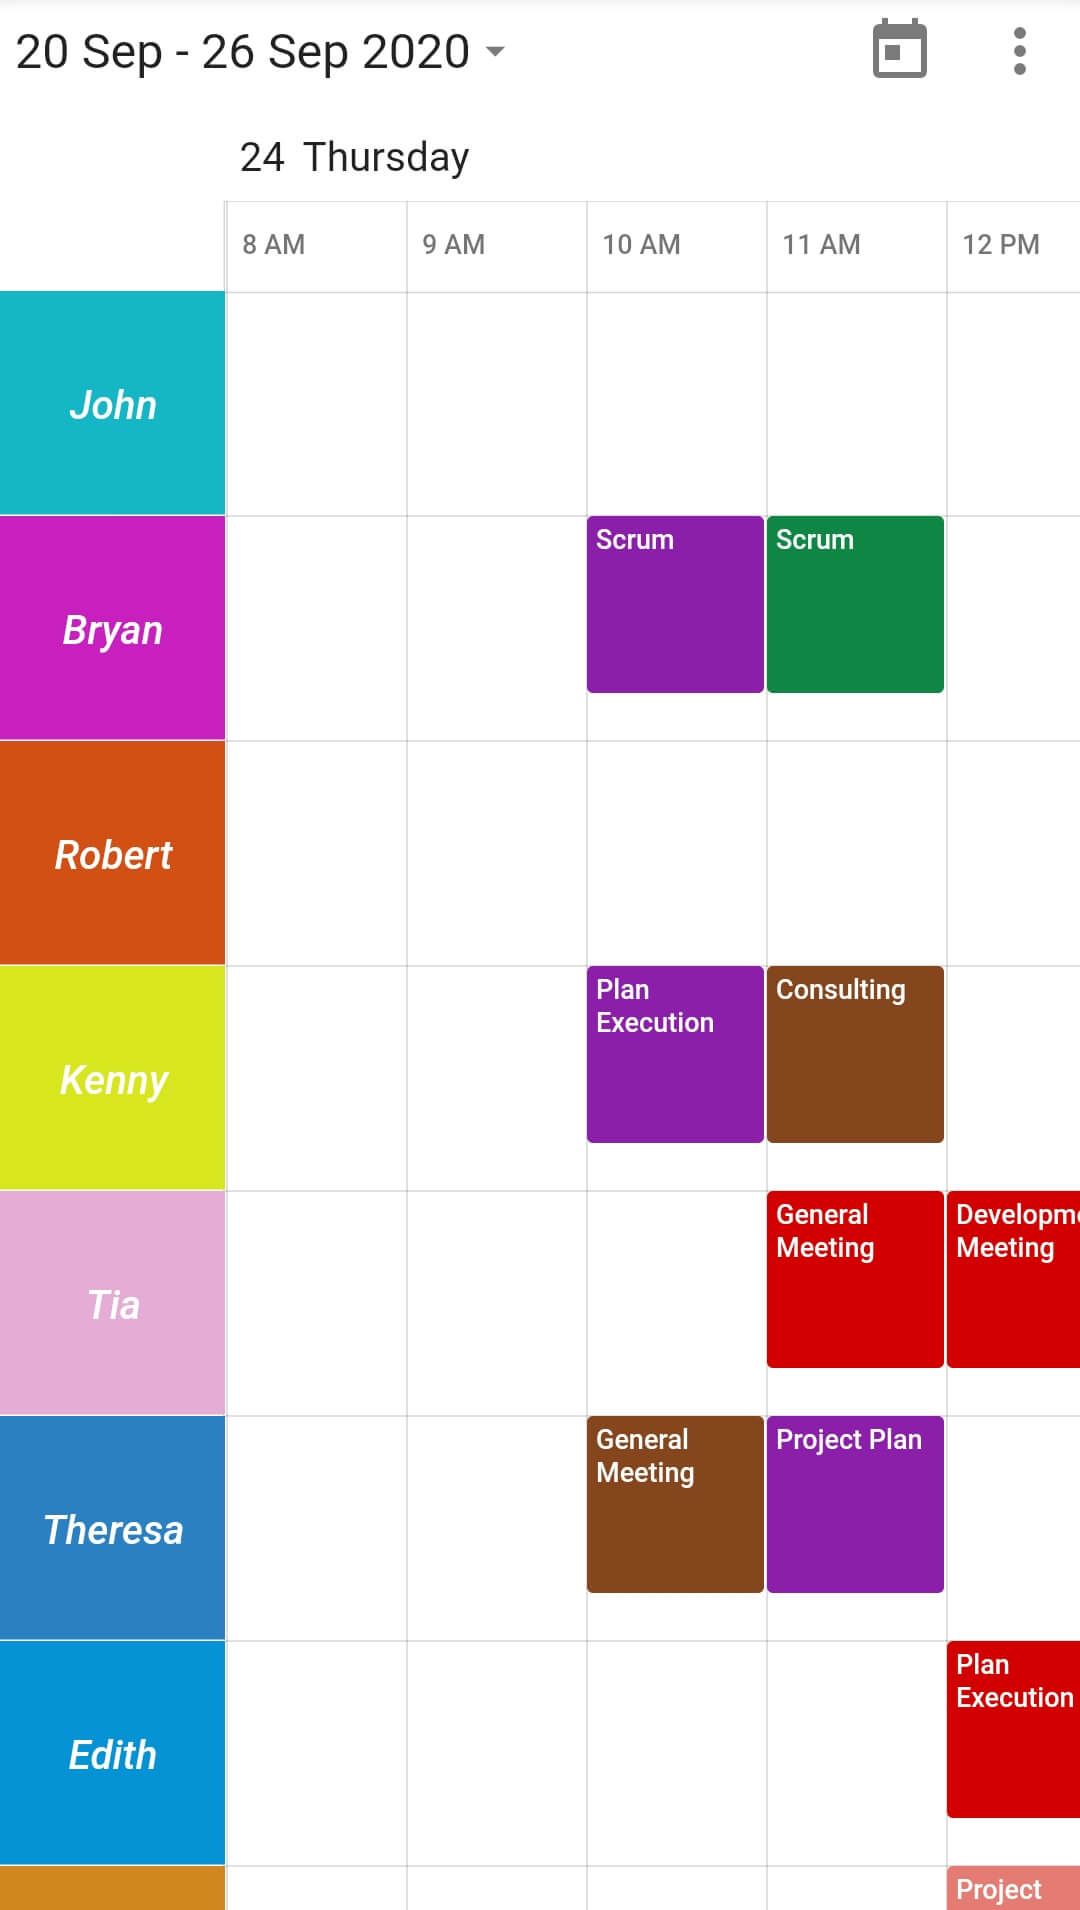 20 Sep - 26 Sep 2020
24 Thursday
8 AM 9 AM 10 AM 11 AM 12 PM
John
Bryan
Scrum
Scrum
Robert
Kenny
Plan
Execution
Consulting
Tia
General
Meeting
Developm
Meeting
Theresa
General
Meeting
Project Plan
Edith
Plan
Execution
Project